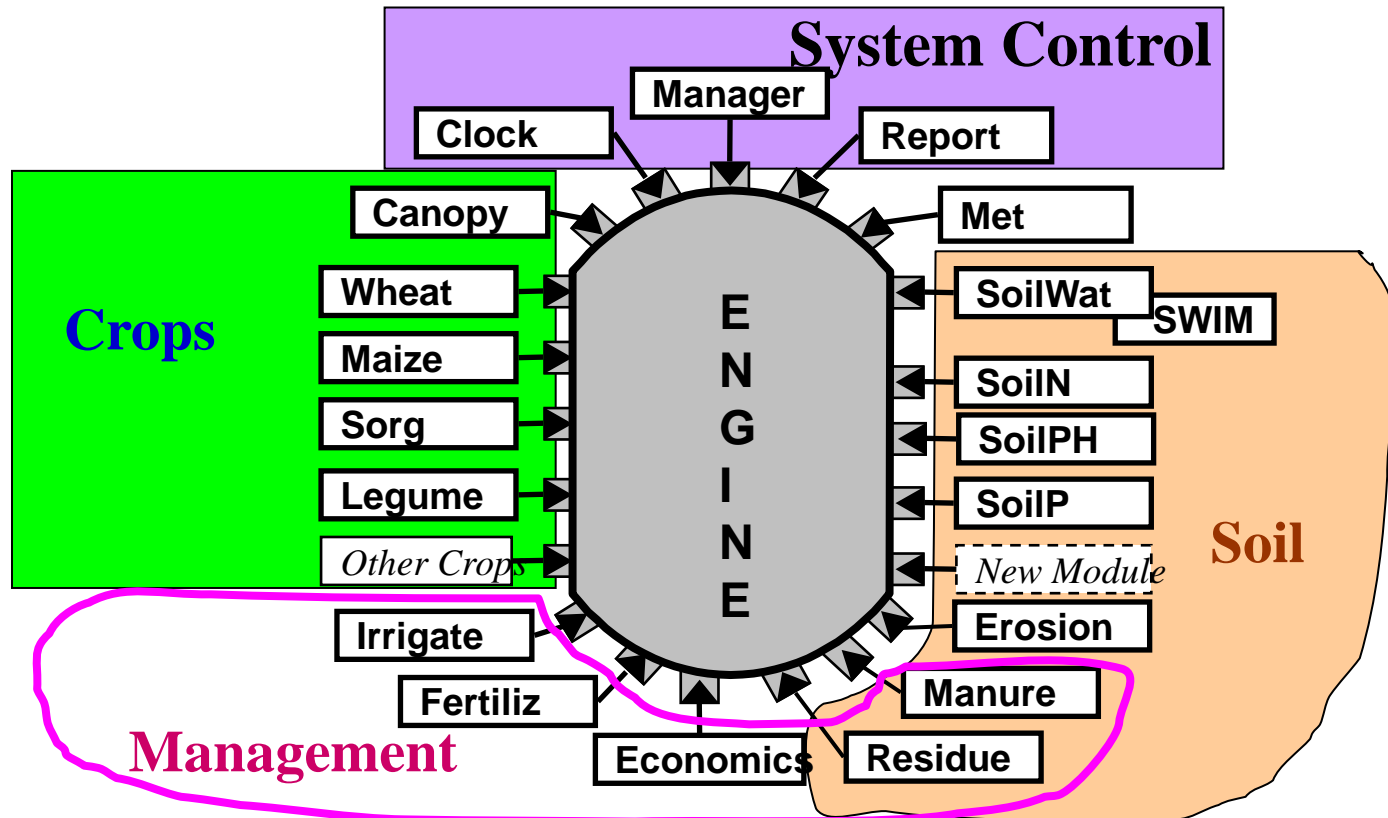 System Control
Manager
Clock
Report
Canopy
Met
Crops
Wheat
Maize
Sorg
Legume
Other Crops
E
N
G
I
N
E
SoilWat
SWIM
SoilN
SoilPH
SoilP
New Module
Soil
Erosion
Irrigate
Manure
Fertiliz
Management
Economics
Residue